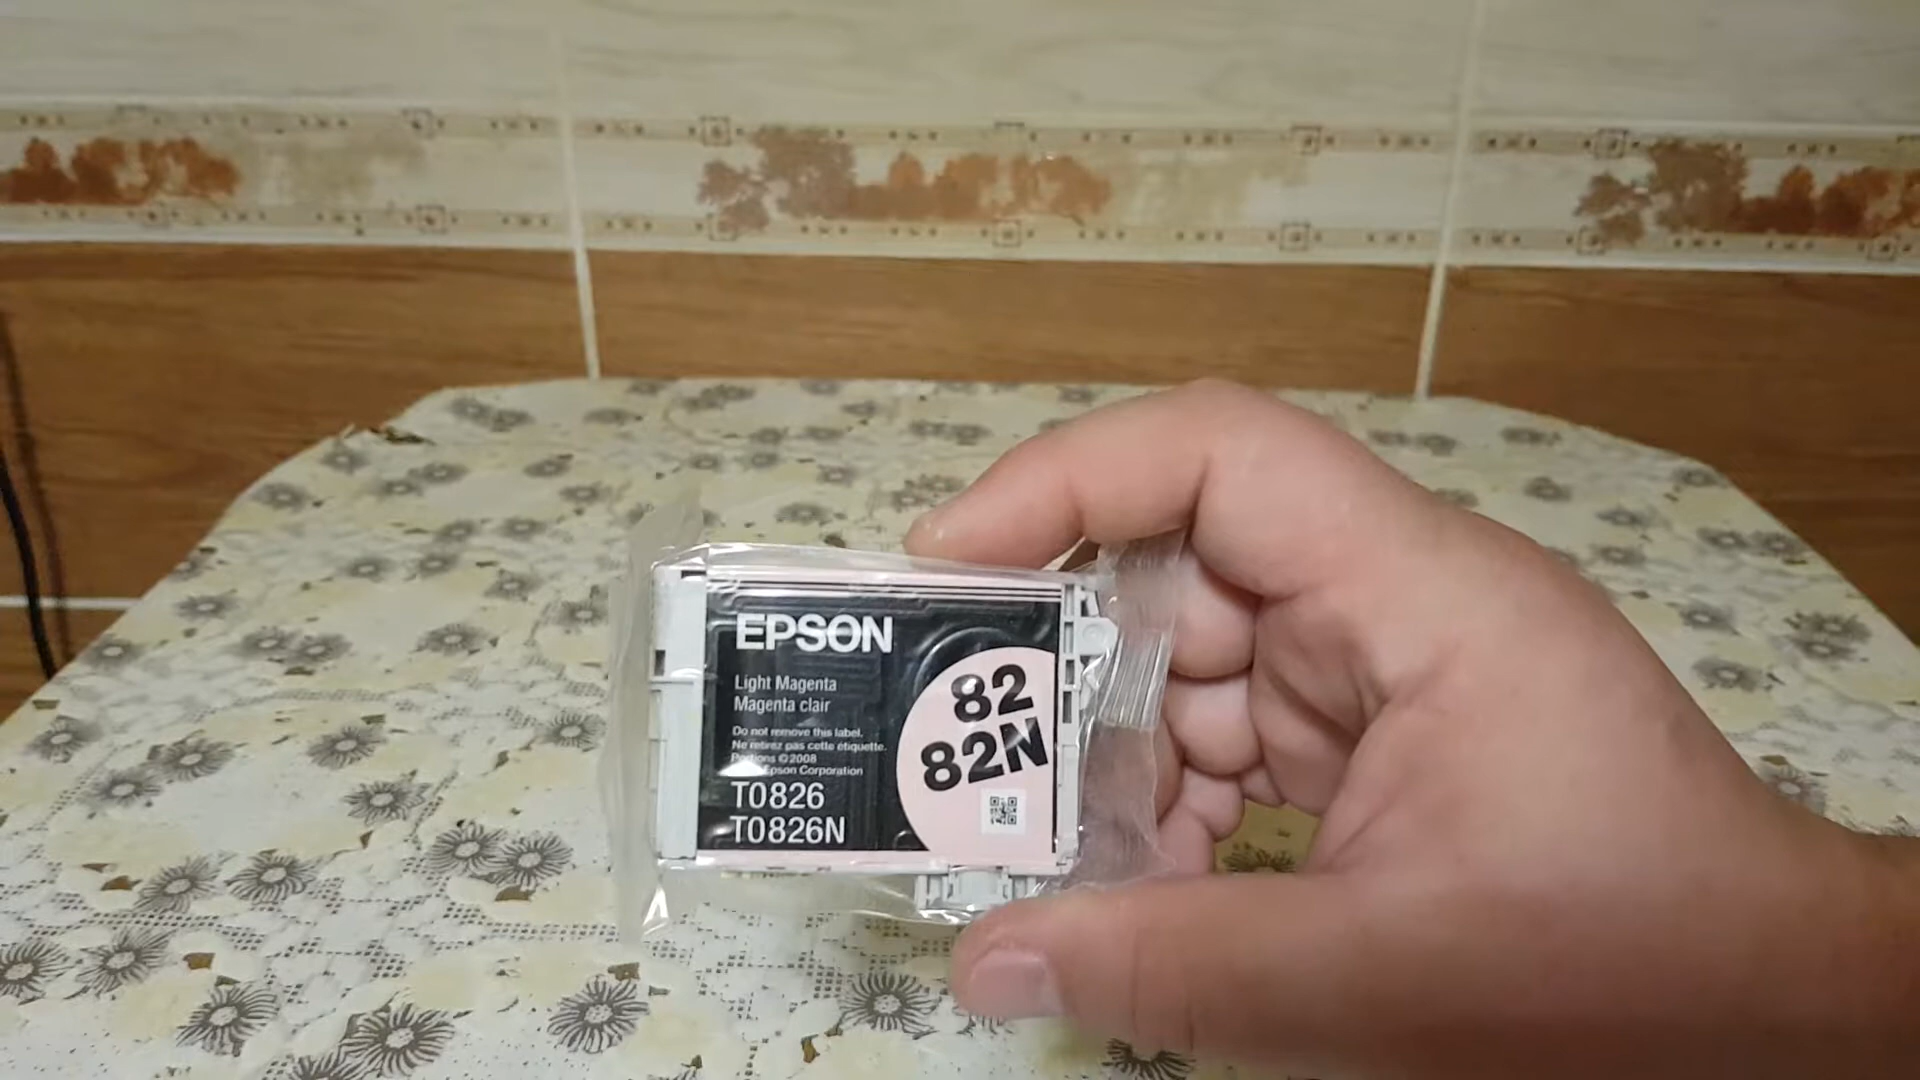 EPSON
Light Magenta
Magenta clair
Do not remove this label.
Ne retirez pas cette étiquette.
Portions ©2008
Epson Corporation
T0826
T0826N
82
82N